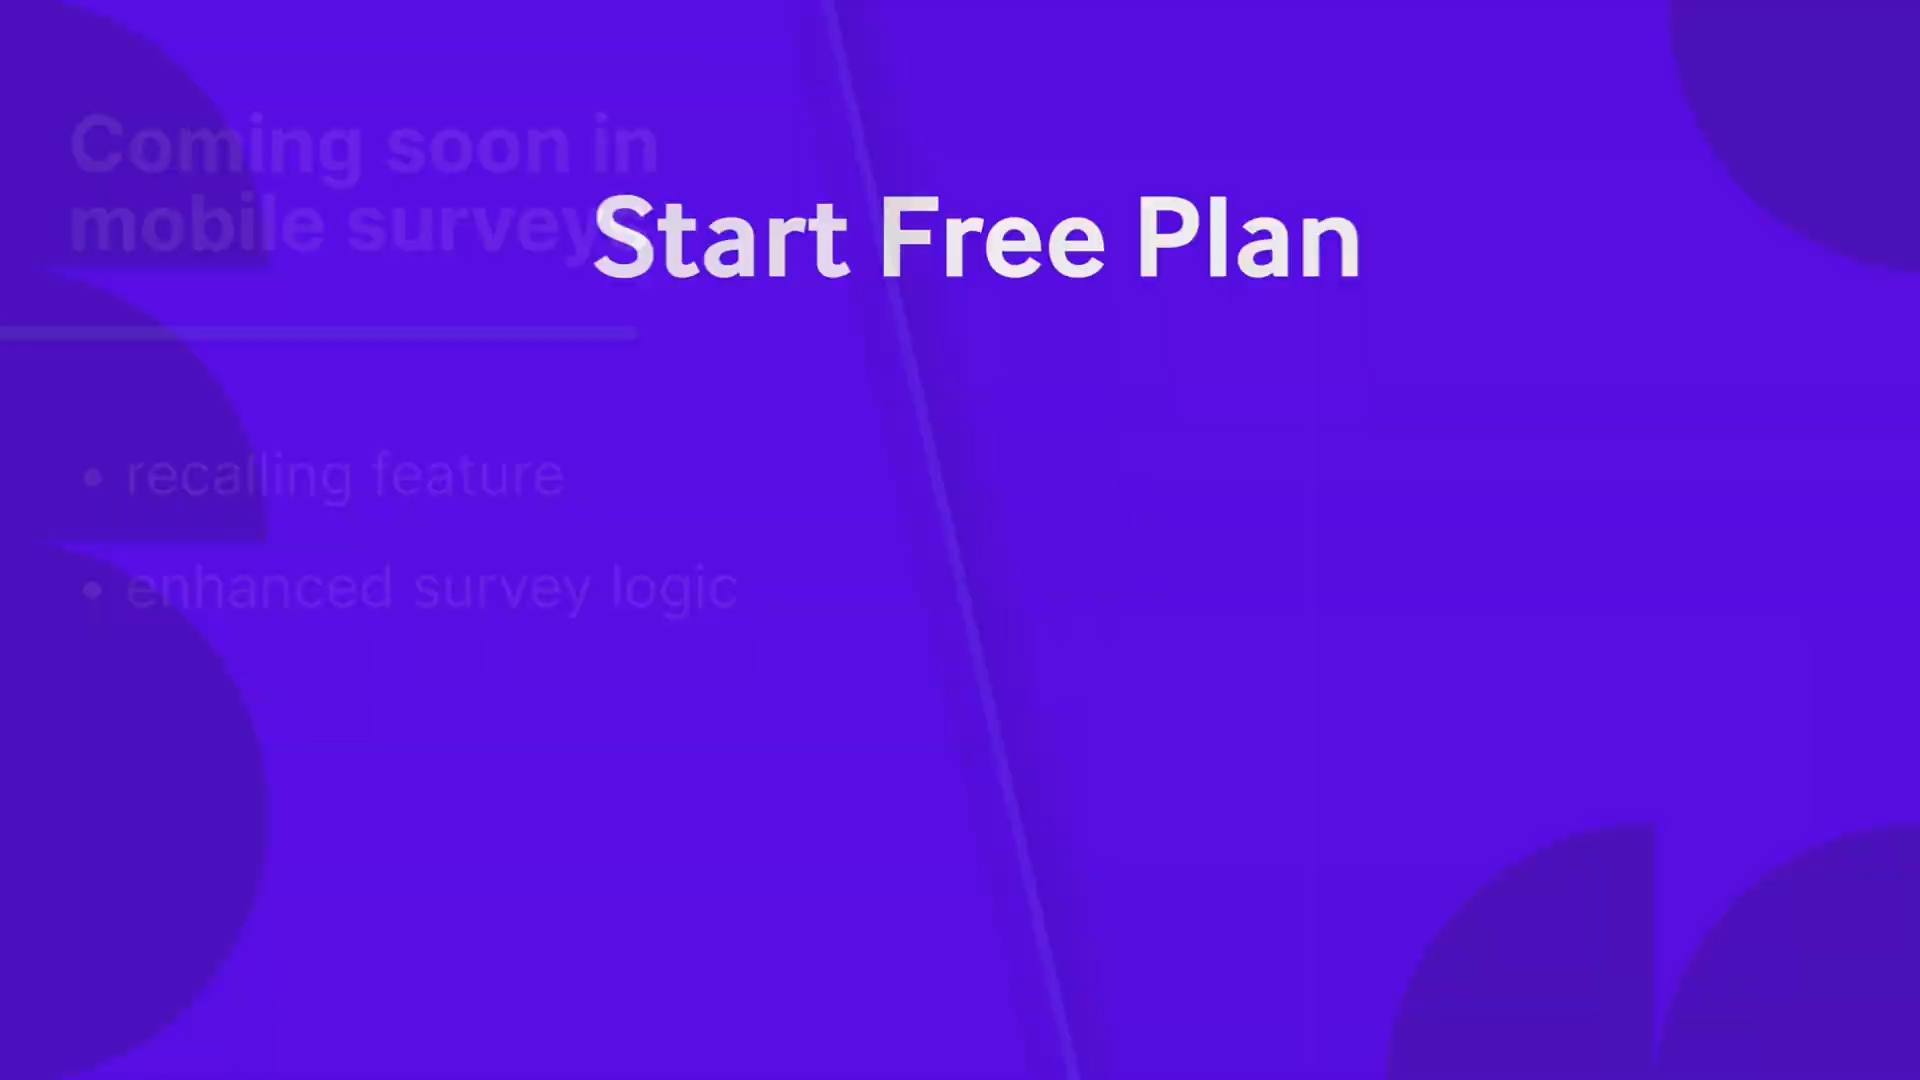 Coming soon in
mobile surveys
Start Free Plan
• recalling feature
• enhanced survey logic